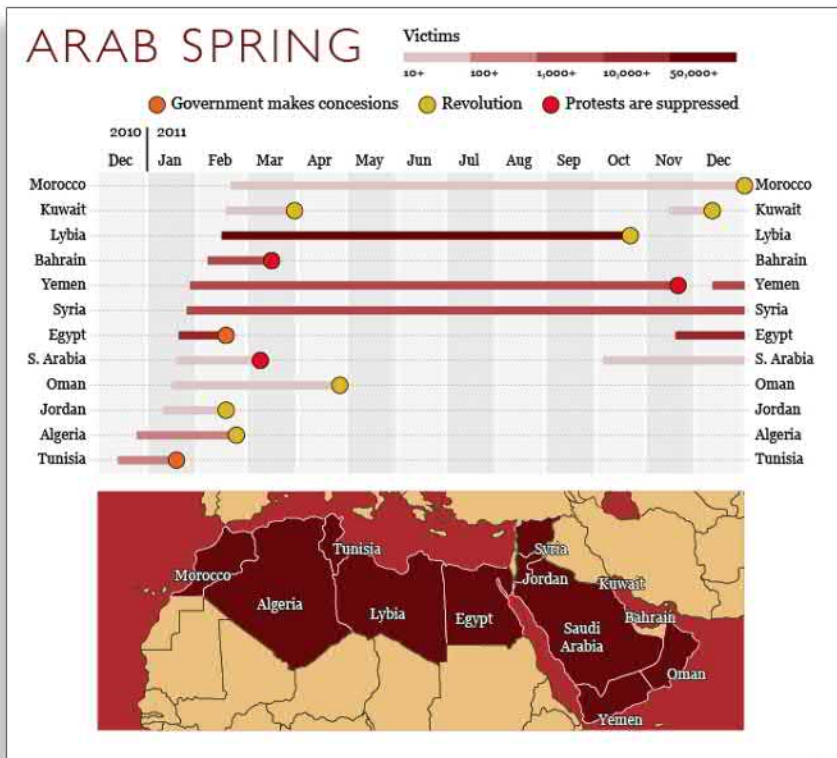 ARAB SPRING
Victims
10+ 100+ 1,000+ 10,000+ 50,000+
Government makes concesions Revolution Protests are suppressed
2010 2011
Dec Jan Feb Mar Apr May Jun Jul Aug Sep Oct Nov Dec
Morocco Morocco
Kuwait Kuwait
Lybia Lybia
Bahrain Bahrain
Yemen Yemen
Syria Syria
Egypt Egypt
S. Arabia S. Arabia
Oman Oman
Jordan Jordan
Algeria Algeria
Tunisia Tunisia
Tunisia Syria
Morocco Jordan Kuwait
Algeria Lybia Egypt Bahrain
Saudi
Arabia
Oman
Yemen